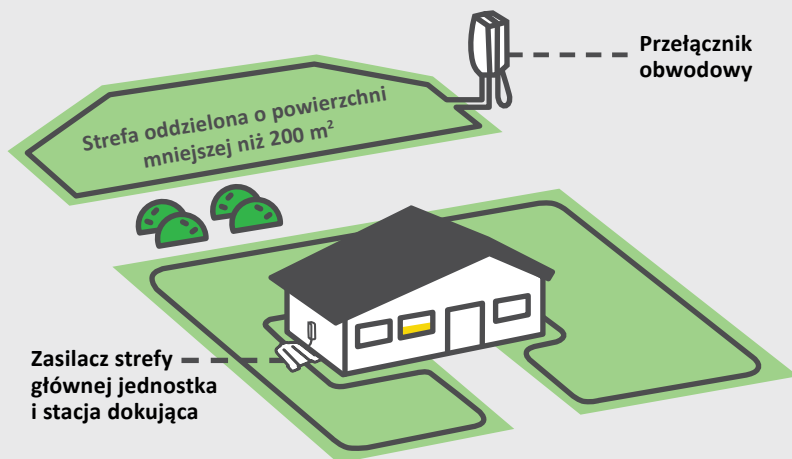 Przełącznik
obwodowy
Strefa oddzielona o powierzchni
mniejszej niż 200 m²
Zasilacz strefy
głównej jednostka
i stacja dokująca